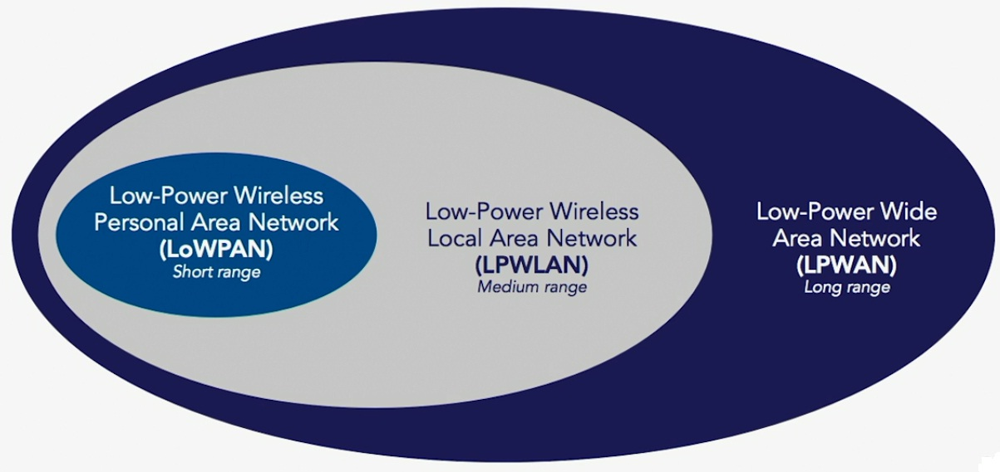 Low-Power Wireless
Personal Area Network
(LoWPAN)
Short range
Low-Power Wireless
Local Area Network
(LPWLAN)
Medium range
Low-Power Wide
Area Network
(LPWAN)
Long range